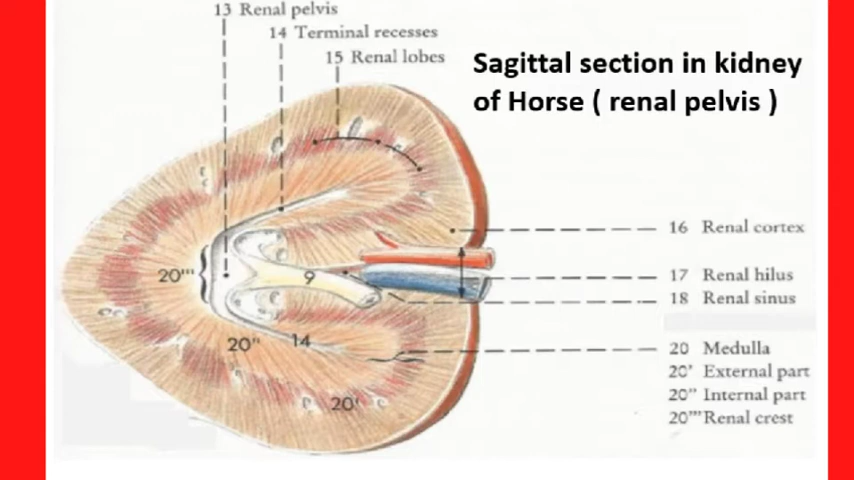 13 Renal pelvis
14 Terminal recesses
15 Renal lobes
Sagittal section in kidney
of Horse ( renal pelvis )
16 Renal cortex
20''' 9 17 Renal hilus
18 Renal sinus
20'' 14
20 Medulla
20' External part
20'' Internal part
20' 
20''' Renal crest